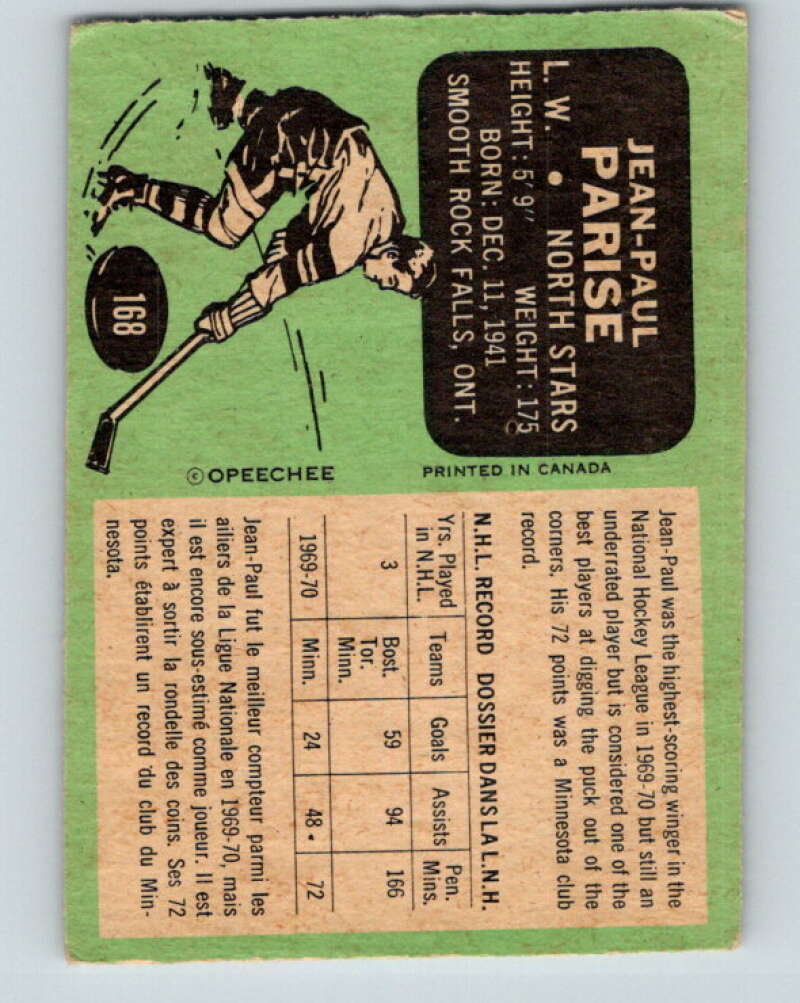 JEAN-PAUL
PARISE
L. W. • NORTH STARS
HEIGHT: 5' 9" WEIGHT: 175
BORN: DEC. 11, 1941
SMOOTH ROCK FALLS, ONT.
168
© OPEECHEE PRINTED IN CANADA
Jean-Paul was the highest-scoring winger in the
National Hockey League in 1969-70 but still an
underrated player but is considered one of the
best players at digging the puck out of the
corners. His 72 points was a Minnesota club
record.
N.H.L. RECORD DOSSIER DANS LA L.N.H.
Yrs. Played in N.H.L. Teams Goals Assists Pen. Mins.
3 Bost. Tor. Minn. 59 94 166
1969-70 Minn. 24 48 • 72
Jean-Paul fut le meilleur compteur parmi les
ailiers de la Ligue Nationale en 1969-70, mais
il est encore sous-estimé comme joueur. Il est
expert à sortir la rondelle des coins. Ses 72
points établirent un record du club du Min-
nesota.